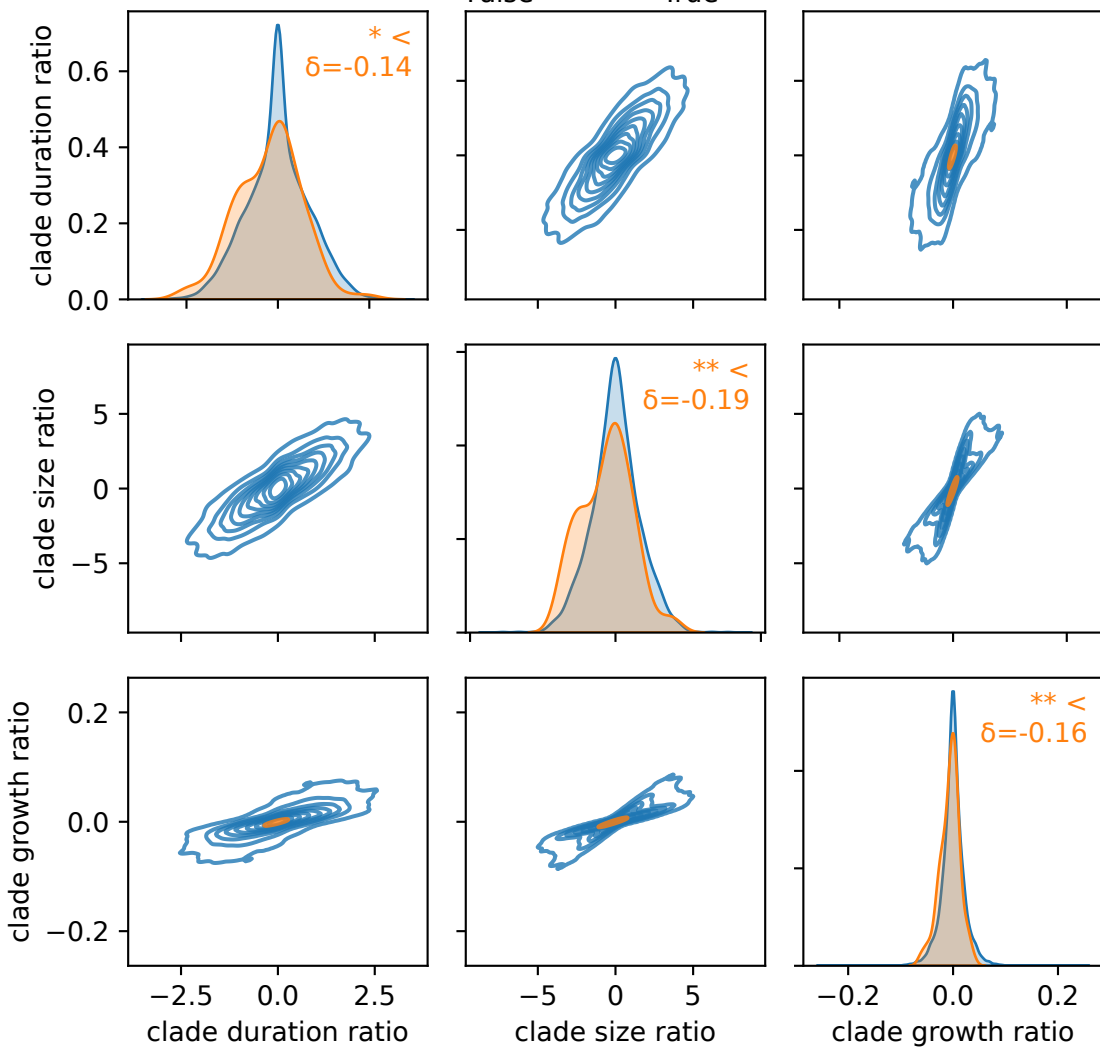 * <
δ=-0.14
clade duration ratio
0.6
0.4
0.2
0.0
** <
δ=-0.19
clade size ratio
5
0
−5
** <
δ=-0.16
clade growth ratio
0.2
0.0
−0.2
−2.5 0.0 2.5
−5 0 5
−0.2 0.0 0.2
clade duration ratio
clade size ratio
clade growth ratio